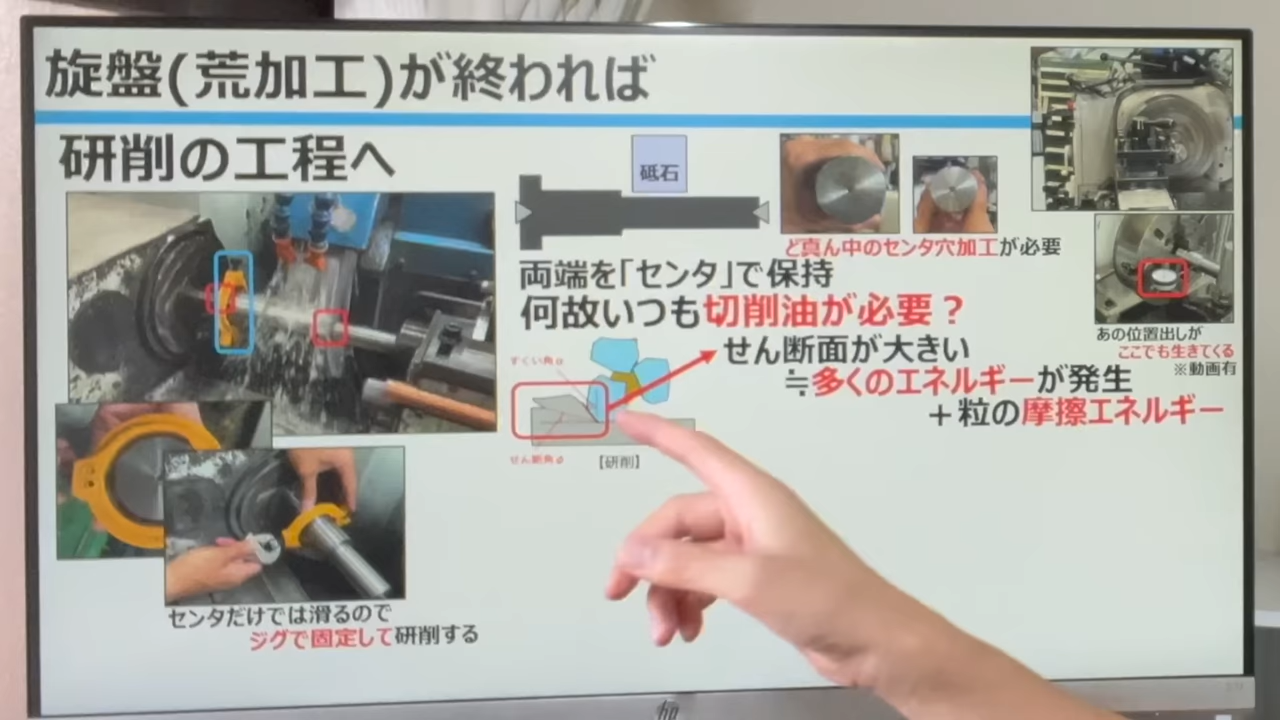 旋盤(荒加工)が終われば
研削の工程へ
砥石
ど真ん中のセンタ穴加工が必要
両端を「センタ」で保持
何故いつも切削油が必要？
あの位置出しが
ここでも生きてくる
※動画有
すくい角α
せん断面が大きい
≒多くのエネルギーが発生
＋粒の摩擦エネルギー
せん断角φ
【研削】
センタだけでは滑るので
ジグで固定して研削する
hp